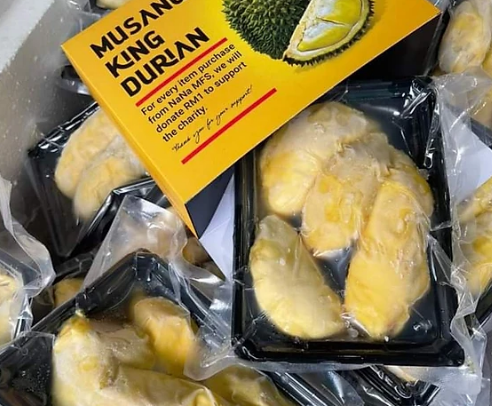 MUSANG
KING
DURIAN
For every item purchase
from NaNa MFS, we will
donate RM1 to support
the charity.
Thank you for your support!